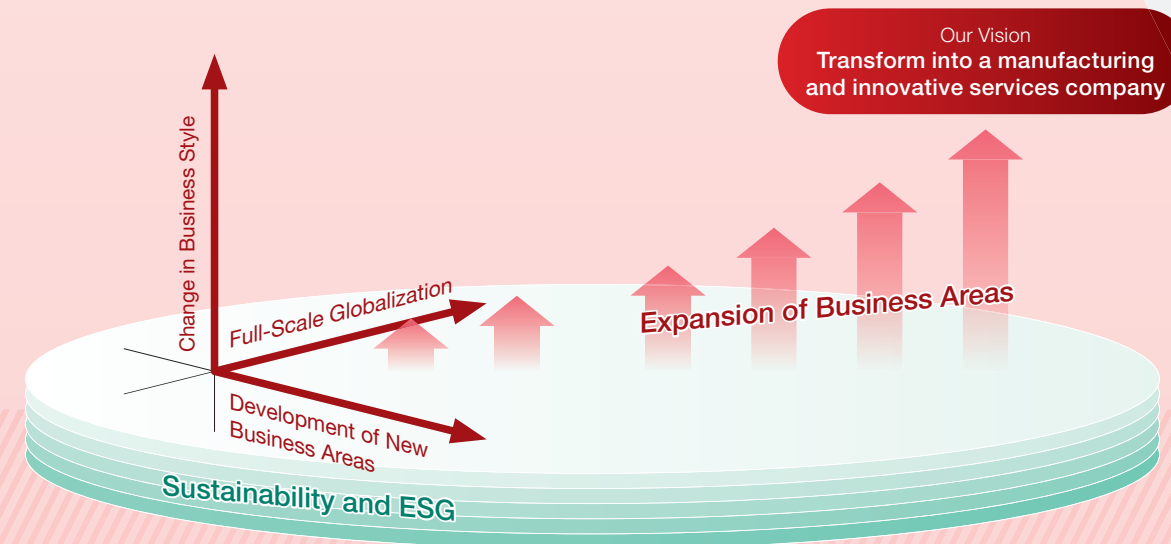 Our Vision
Transform into a manufacturing
and innovative services company
Change in Business Style
Full-Scale Globalization
Expansion of Business Areas
Development of New
Business Areas
Sustainability and ESG